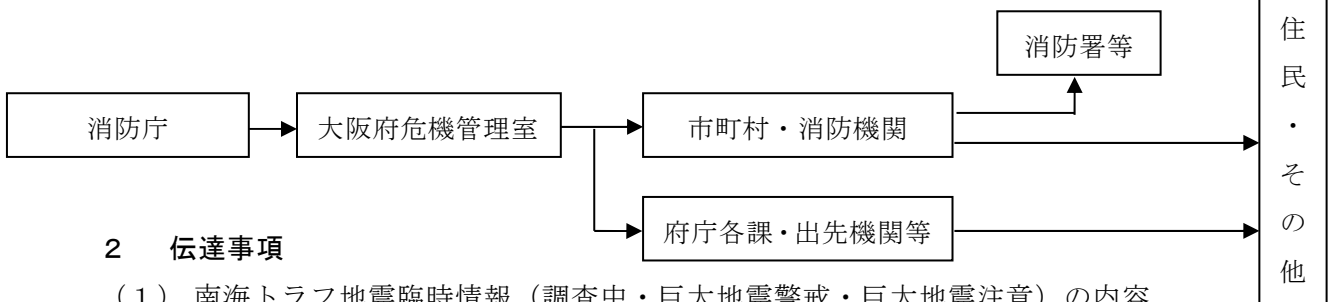 消防署等
消防庁
大阪府危機管理室
市町村・消防機関
府庁各課・出先機関等
住民・その他
2 伝達事項
(1) 南海トラフ地震臨時情報(調査中・巨大地震警戒・巨大地震注意)の内容